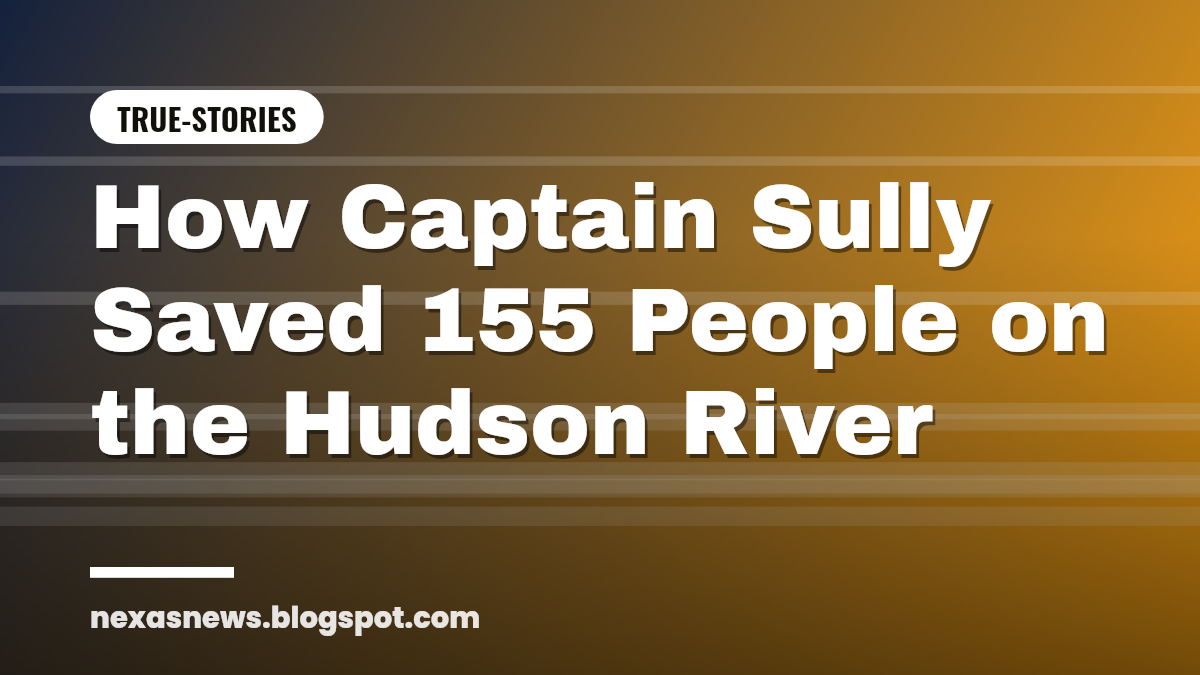 TRUE-STORIES
How Captain Sully
Saved 155 People on
the Hudson River
nexasnews.blogspot.com